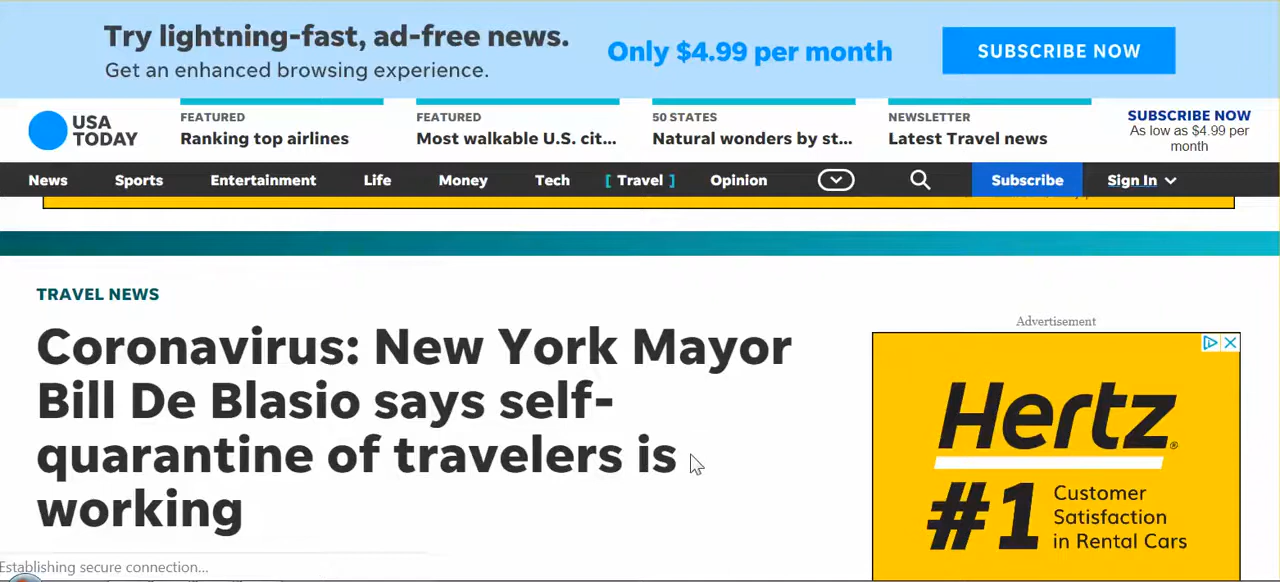 Try lightning-fast, ad-free news.
Get an enhanced browsing experience.
Only $4.99 per month
SUBSCRIBE NOW
USA
TODAY
FEATURED
Ranking top airlines
FEATURED
Most walkable U.S. cit...
50 STATES
Natural wonders by st...
NEWSLETTER
Latest Travel news
SUBSCRIBE NOW
As low as $4.99 per
month
News Sports Entertainment Life Money Tech [ Travel ] Opinion Subscribe Sign In
TRAVEL NEWS
Coronavirus: New York Mayor
Bill De Blasio says self-
quarantine of travelers is
working
Advertisement
Hertz®
#1
Customer
Satisfaction
in Rental Cars
Establishing secure connection...